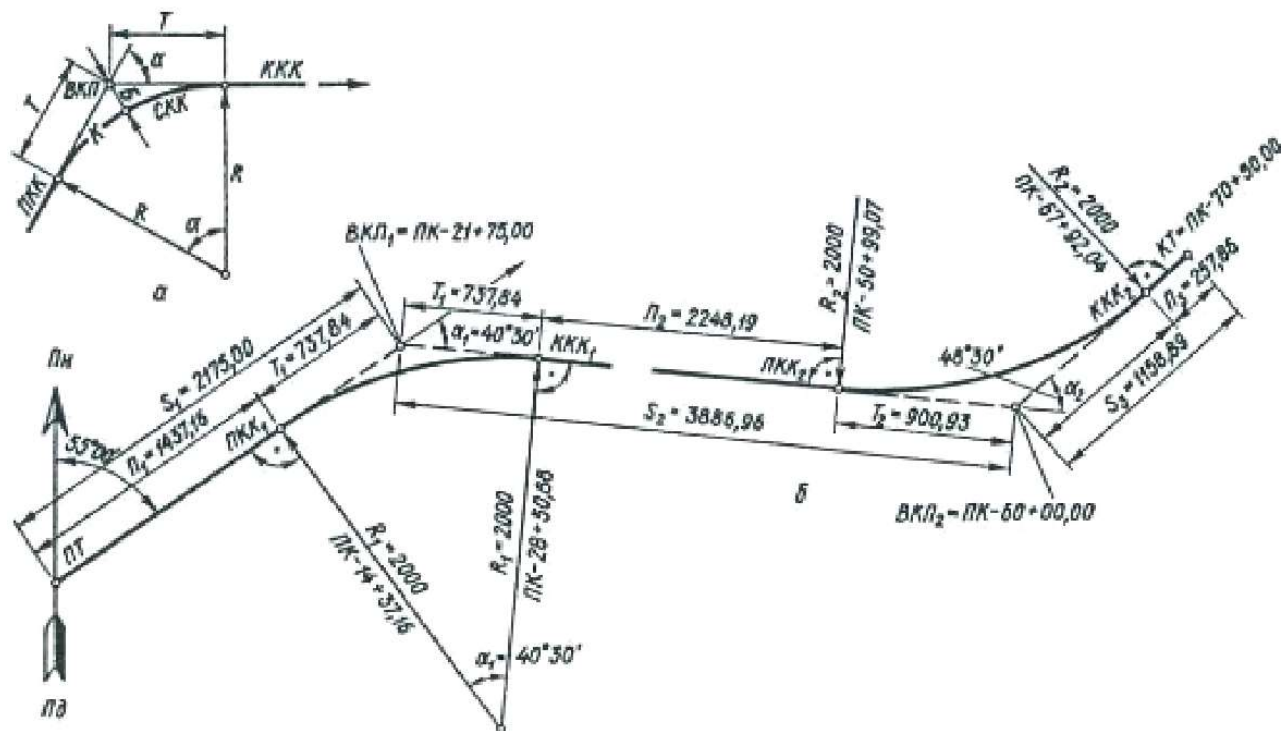 T
α
ВКП
T
Б
К
СКК
ККК
ПКК
R
R
α
а
ВКП₁ = ПК-21+75,00
T₁ = 737,84
T₁ = 737,84
S₁ = 2175,00
П₁ = 1437,16
ПКК₁
α₁ = 40°30'
ККК₁
П₂ = 2248,19
S₂ = 3886,96
ПКК₂
R₂ = 2000
ПК-50+99,07
T₂ = 900,93
48°30'
α₂
ВКП₂ = ПК-60+00,00
б
R₂ = 2000
ПК-67+92,04
ККК₂
КТ = ПК-70+50,00
П₃ = 257,86
S₃ = 1158,89
Пн
55°00'
ПТ
Пд
R₁ = 2000
ПК-14+37,16
R₁ = 2000
ПК-28+50,88
α₁ = 40°30'